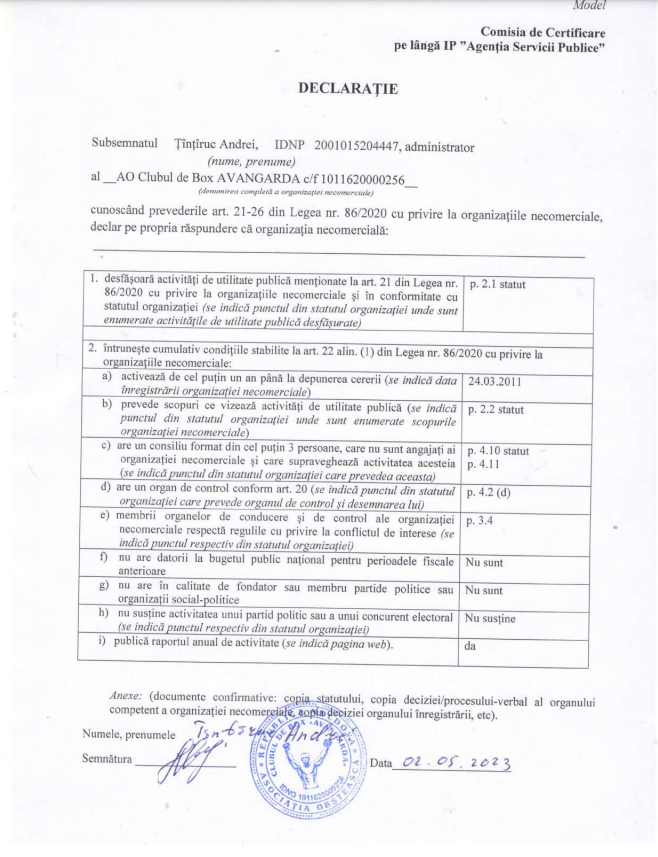 Model
Comisia de Certificare
pe lângă IP ”Agenția Servicii Publice”
DECLARAȚIE
Subsemnatul Țînțîruc Andrei, IDNP 2001015204447, administrator
(nume, prenume)
al __AO Clubul de Box AVANGARDA c/f 1011620000256__
(denumirea completă a organizației necomerciale)
cunoscând prevederile art. 21-26 din Legea nr. 86/2020 cu privire la organizațiile necomerciale,
declar pe propria răspundere că organizația necomercială:
1. desfășoară activități de utilitate publică menționate la art. 21 din Legea nr. p. 2.1 statut
86/2020 cu privire la organizațiile necomerciale și în conformitate cu
statutul organizației (se indică punctul din statutul organizației unde sunt
enumerate activitățile de utilitate publică desfășurate)
2. întrunește cumulativ condițiile stabilite la art. 22 alin. (1) din Legea nr. 86/2020 cu privire la
organizațiile necomerciale:
a) activează de cel puțin un an până la depunerea cererii (se indică data 24.03.2011
înregistrării organizației necomerciale)
b) prevede scopuri ce vizează activități de utilitate publică (se indică p. 2.2 statut
punctul din statutul organizației unde sunt enumerate scopurile
organizației necomerciale)
c) are un consiliu format din cel puțin 3 persoane, care nu sunt angajați ai p. 4.10 statut
organizației necomerciale și care supraveghează activitatea acesteia p. 4.11
(se indică punctul din statutul organizației care prevedea aceasta)
d) are un organ de control conform art. 20 (se indică punctul din statutul p. 4.2 (d)
organizației care prevede organul de control și desemnarea lui)
e) membrii organelor de conducere și de control ale organizației p. 3.4
necomerciale respectă regulile cu privire la conflictul de interese (se
indică punctul respectiv din statutul organizației)
f) nu are datorii la bugetul public național pentru perioadele fiscale Nu sunt
anterioare
g) nu are în calitate de fondator sau membru partide politice sau Nu sunt
organizații social-politice
h) nu susține activitatea unui partid politic sau a unui concurent electoral Nu susține
(se indică punctul respectiv din statutul organizației)
i) publică raportul anual de activitate (se indică pagina web). da
Anexe: (documente confirmative: copia statutului, copia deciziei/procesului-verbal al organului
competent a organizației necomerciale, copia deciziei organului înregistrării, etc).
Numele, prenumele
Semnătura Data 02.05.2023
REPUBLICA MOLDOVA
CLUBUL DE BOX «AVANGARDA»
IDNO 1011620000256
ASOCIAȚIA OBȘTEASCĂ